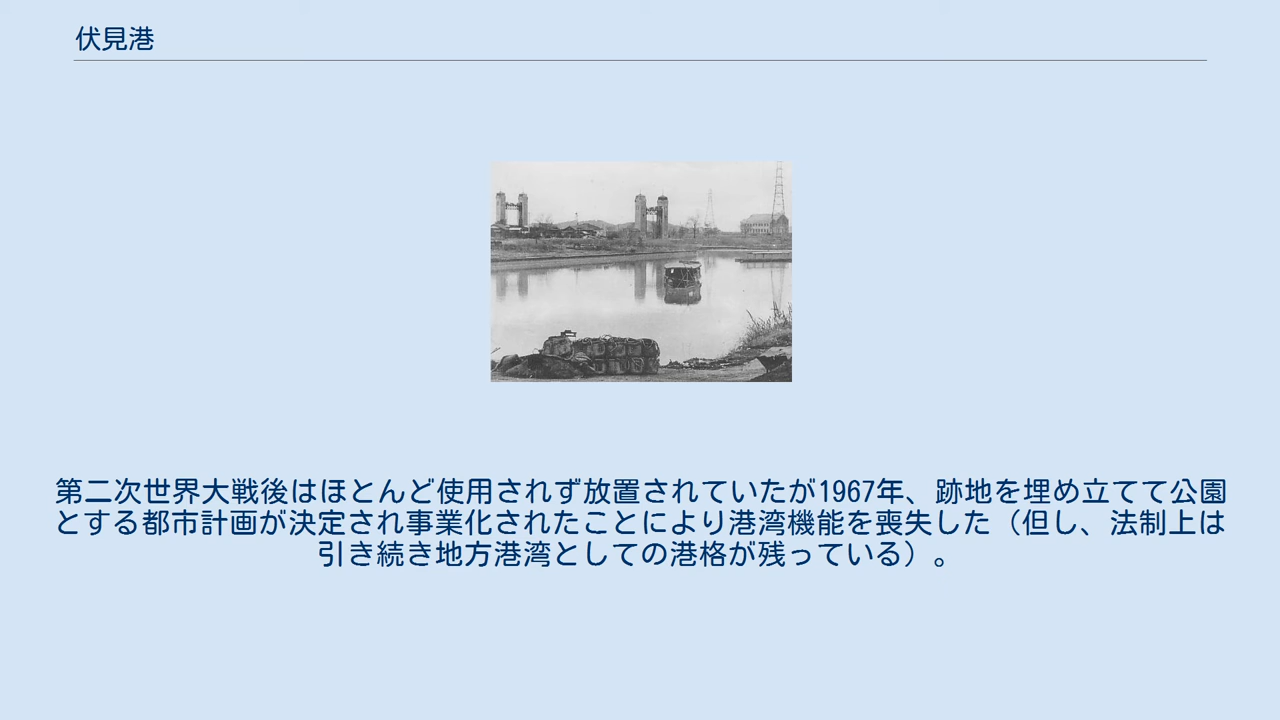 伏見港
第二次世界大戦後はほとんど使用されず放置されていたが1967年、跡地を埋め立てて公園
とする都市計画が決定され事業化されたことにより港湾機能を喪失した（但し、法制上は
引き続き地方港湾としての港格が残っている）。